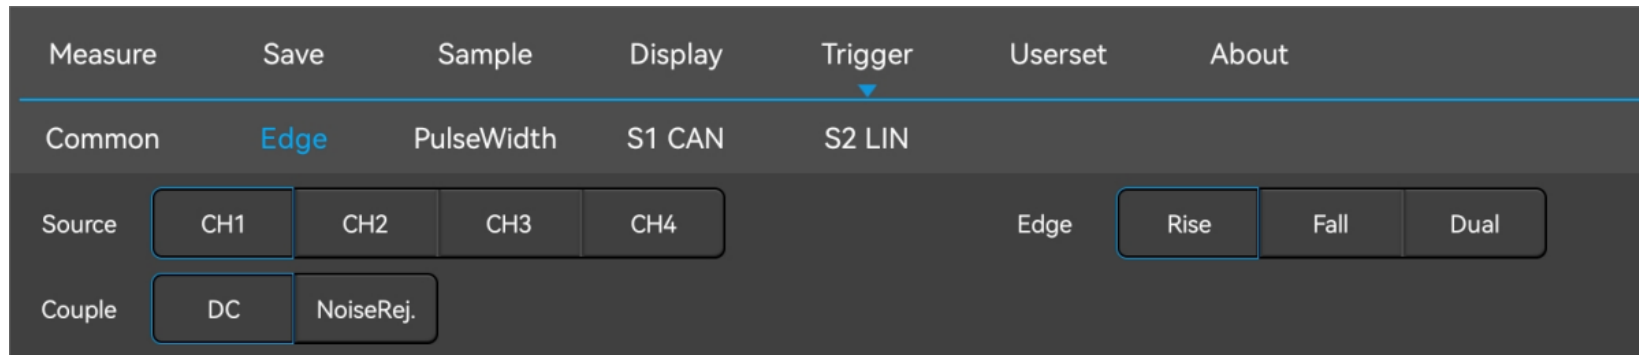 Measure Save Sample Display Trigger Userset About
Common Edge PulseWidth S1 CAN S2 LIN
Source CH1 CH2 CH3 CH4 Edge Rise Fall Dual
Couple DC NoiseRej.